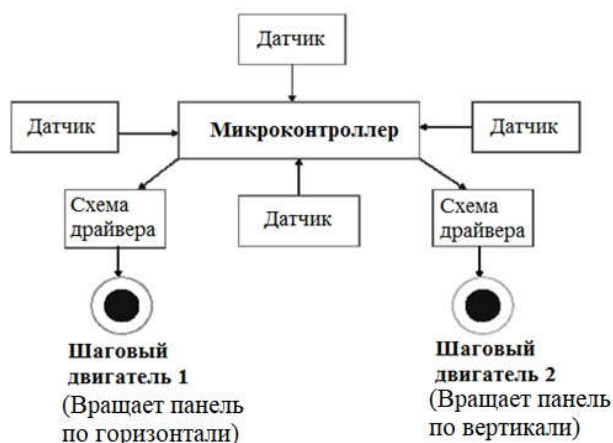 Датчик
Датчик
Микроконтроллер
Датчик
Схема
драйвера
Датчик
Схема
драйвера
Шаговый
двигатель 1
(Вращает панель
по горизонтали)
Шаговый
двигатель 2
(Вращает панель
по вертикали)